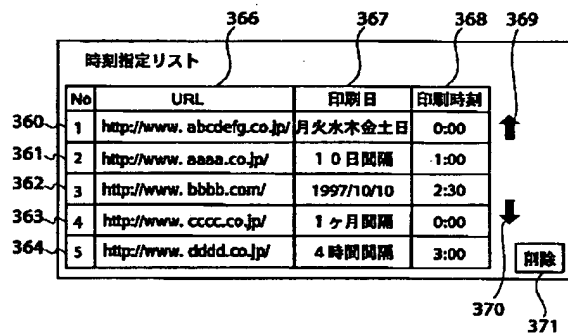 366 367 368 369
時刻指定リスト
No URL 印刷日 印刷時刻
360 1 http://www. abcdefg.co.jp/ 月火水木金土日 0:00
361 2 http://www. aaaa.co.jp/ 10日間隔 1:00
362 3 http://www. bbbb.com/ 1997/10/10 2:30
363 4 http://www. cccc.co.jp/ 1ヶ月間隔 0:00
364 5 http://www. dddd.co.jp/ 4時間間隔 3:00
削除
370 371